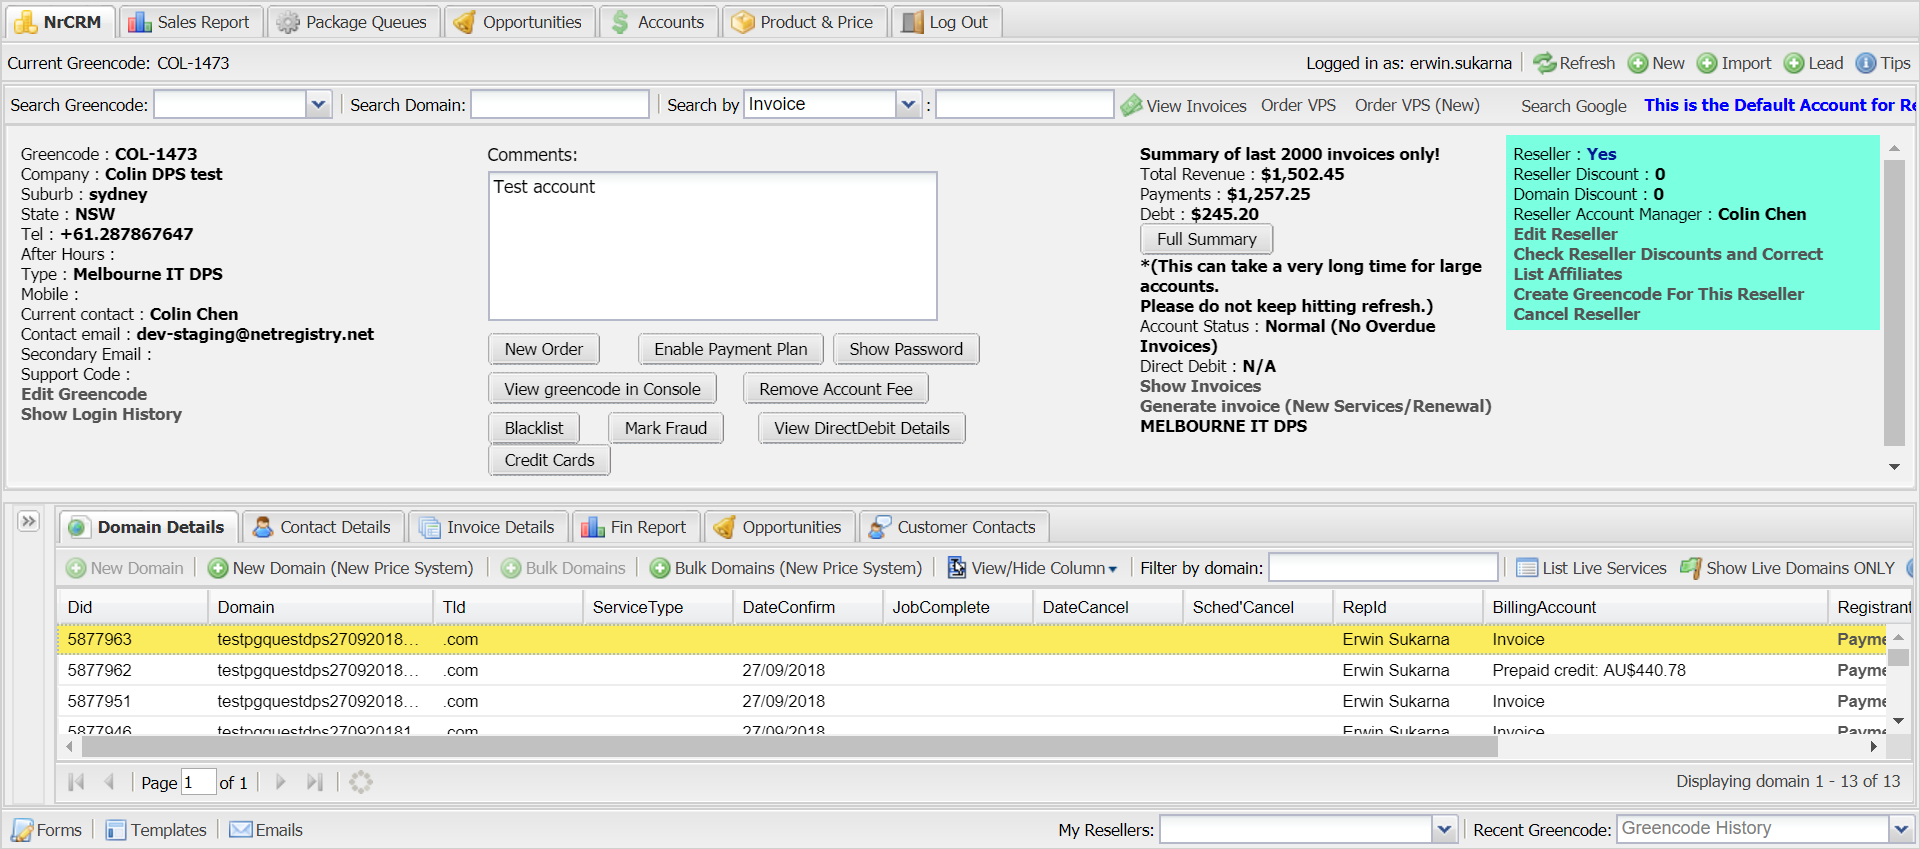 NrCRM Sales Report Package Queues Opportunities Accounts Product & Price Log Out
Current Greencode: COL-1473 Logged in as: erwin.sukarna Refresh New Import Lead Tips
Search Greencode: Search Domain: Search by Invoice : View Invoices Order VPS Order VPS (New) Search Google This is the Default Account for Re
Greencode : COL-1473
Company : Colin DPS test
Suburb : sydney
State : NSW
Tel : +61.287867647
After Hours :
Type : Melbourne IT DPS
Mobile :
Current contact : Colin Chen
Contact email : dev-staging@netregistry.net
Secondary Email :
Support Code :
Edit Greencode
Show Login History
Comments:
Test account
New Order Enable Payment Plan Show Password
View greencode in Console Remove Account Fee
Blacklist Mark Fraud View DirectDebit Details
Credit Cards
Summary of last 2000 invoices only!
Total Revenue : $1,502.45
Payments : $1,257.25
Debt : $245.20
Full Summary
*(This can take a very long time for large
accounts.
Please do not keep hitting refresh.)
Account Status : Normal (No Overdue
Invoices)
Direct Debit : N/A
Show Invoices
Generate invoice (New Services/Renewal)
MELBOURNE IT DPS
Reseller : Yes
Reseller Discount : 0
Domain Discount : 0
Reseller Account Manager : Colin Chen
Edit Reseller
Check Reseller Discounts and Correct
List Affiliates
Create Greencode For This Reseller
Cancel Reseller
Domain Details Contact Details Invoice Details Fin Report Opportunities Customer Contacts
New Domain New Domain (New Price System) Bulk Domains Bulk Domains (New Price System) View/Hide Column Filter by domain: List Live Services Show Live Domains ONLY
Did Domain Tld ServiceType DateConfirm JobComplete DateCancel Sched'Cancel RepId BillingAccount Registrant
5877963 testpgquestdps27092018... .com Erwin Sukarna Invoice Payme
5877962 testpgquestdps27092018... .com 27/09/2018 Erwin Sukarna Prepaid credit: AU$440.78 Payme
5877951 testpgquestdps27092018... .com 27/09/2018 Erwin Sukarna Invoice Payme
5877946 testpgquestdps270920181 .com 27/09/2018 Erwin Sukarna Invoice Payme
Page 1 of 1 Displaying domain 1 - 13 of 13
Forms Templates Emails My Resellers: Recent Greencode: Greencode History